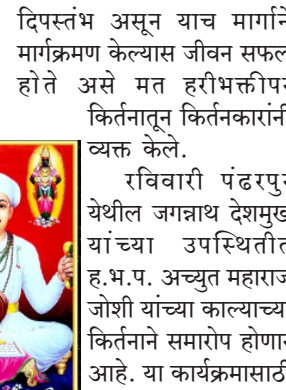 दिपस्तंभ असून याच मार्गाने
मार्गक्रमण केल्यास जीवन सफल
होते असे मत हरीभक्तीपर
किर्तनातून किर्तनकारांनी
व्यक्त केले.
रविवारी पंढरपुर
येथील जगन्नाथ देशमुख
यांच्या उपस्थितीत
ह.भ.प. अच्युत महाराज
जोशी यांच्या काल्याच्या
किर्तनाने समारोप होणार
आहे. या कार्यक्रमासाठी